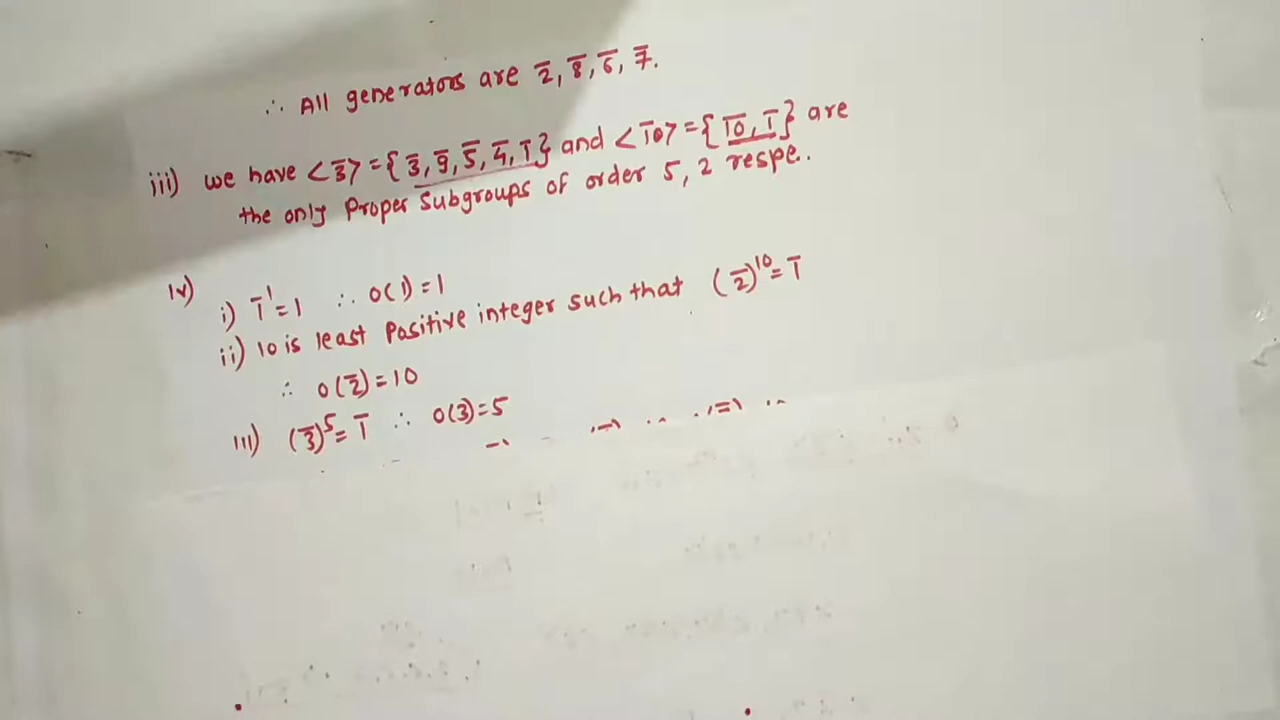 ∴ All generators are 2̄, 8̄, 6̄, 7̄.
iii) we have <3̄> = {3̄, 9̄, 5̄, 4̄, 1̄} and <1̄0̄> = {1̄0̄, 1̄} are
the only Proper Subgroups of order 5, 2 respe.
iv)
i) 1̄¹ = 1 ∴ O(1) = 1
ii) 10 is least Positive integer such that (2̄)¹⁰ = 1̄
∴ O(2̄) = 10
iii) (3̄)⁵ = 1̄ ∴ O(3) = 5